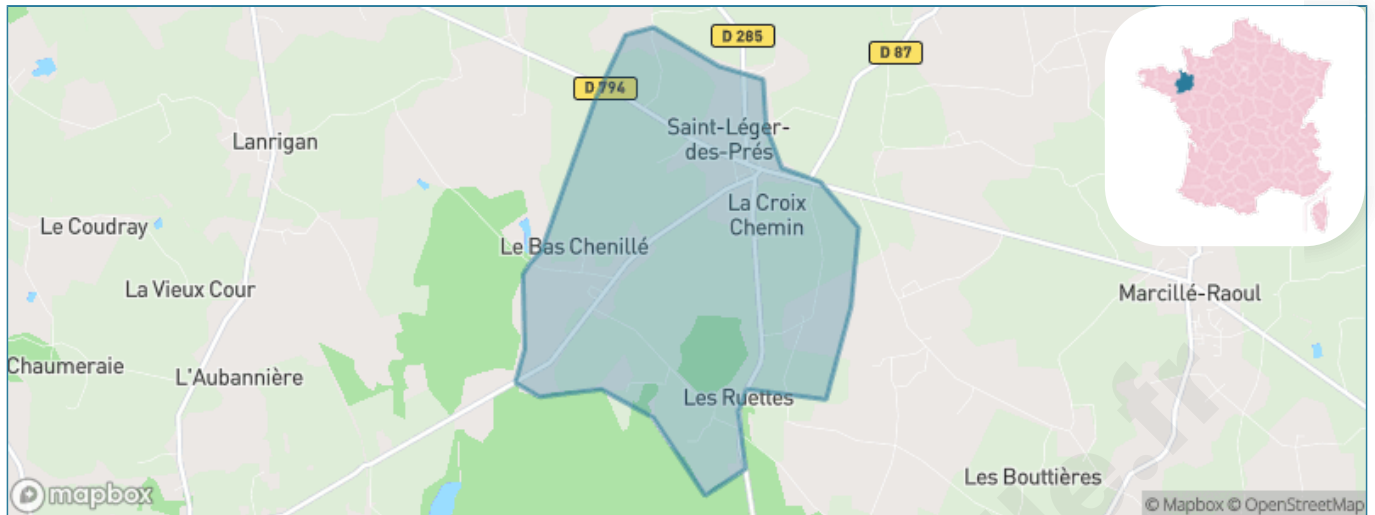 D 285
D 87
D 794
Saint-Léger-
des-Prés
Lanrigan
La Croix
Chemin
Le Coudray
Le Bas Chenillé
La Vieux Cour
Marcillé-Raoul
Chaumeraie
L'Aubannière
Les Ruettes
Les Bouttières
mapbox
© Mapbox © OpenStreetMap